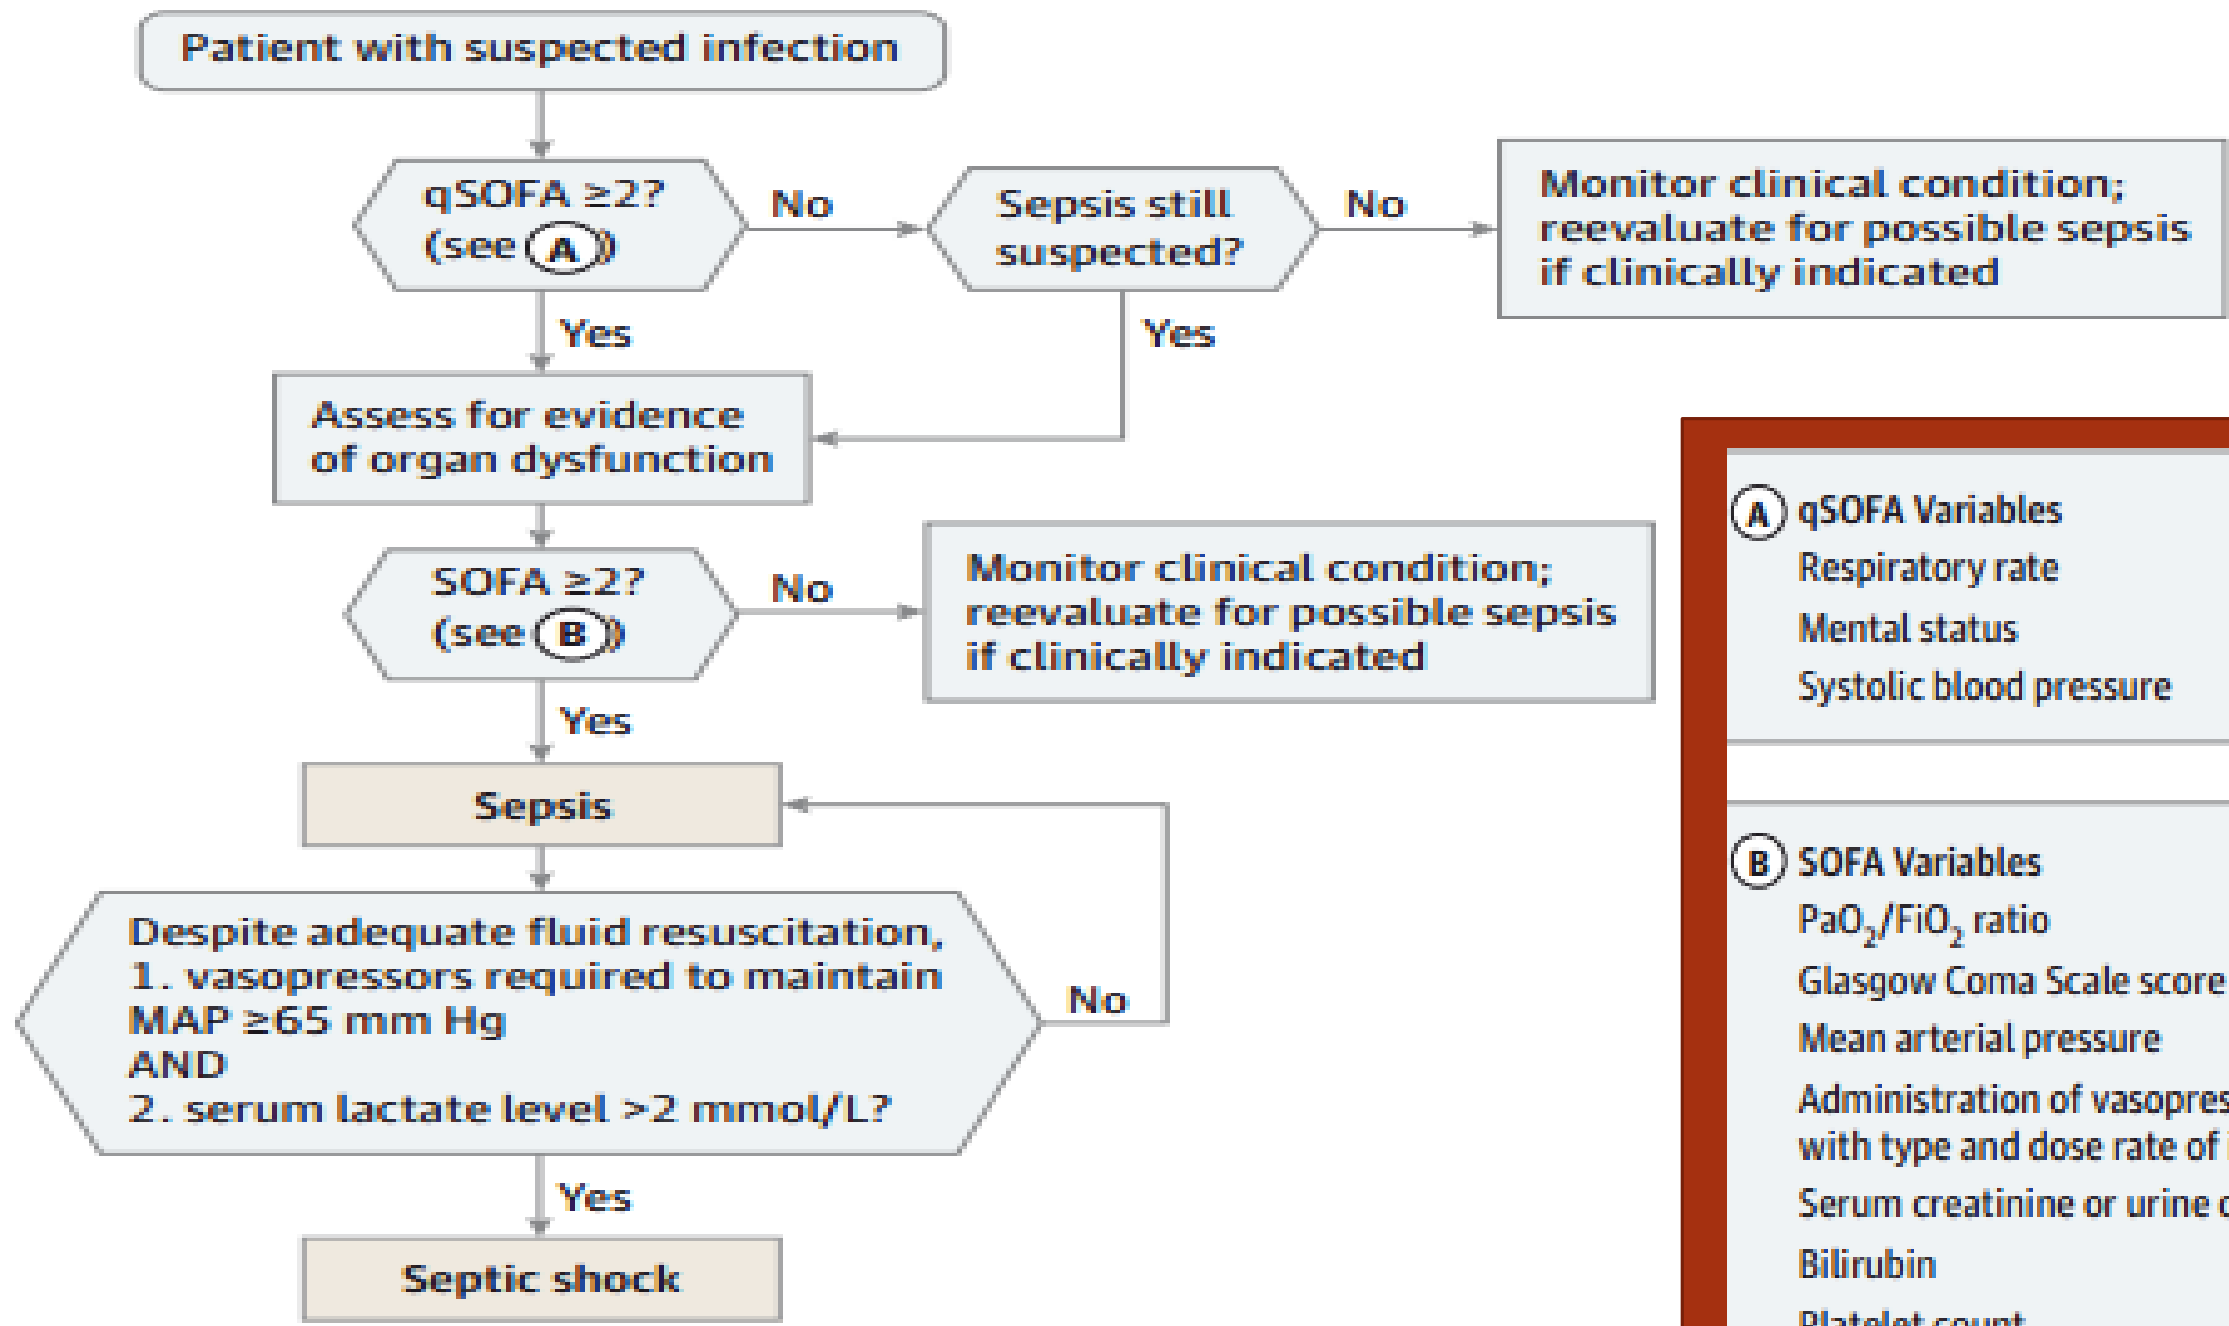 Patient with suspected infection
qSOFA ≥2?
(see A)
No
Sepsis still
suspected?
No
Monitor clinical condition;
reevaluate for possible sepsis
if clinically indicated
Yes
Yes
Assess for evidence
of organ dysfunction
SOFA ≥2?
(see B)
No
Monitor clinical condition;
reevaluate for possible sepsis
if clinically indicated
Yes
Sepsis
Despite adequate fluid resuscitation,
1. vasopressors required to maintain
MAP ≥65 mm Hg
AND
2. serum lactate level >2 mmol/L?
No
Yes
Septic shock
A qSOFA Variables
Respiratory rate
Mental status
Systolic blood pressure
B SOFA Variables
PaO₂/FiO₂ ratio
Glasgow Coma Scale score
Mean arterial pressure
Administration of
with type and dose rate of
Serum creatinine or urine
Bilirubin
Platelet count